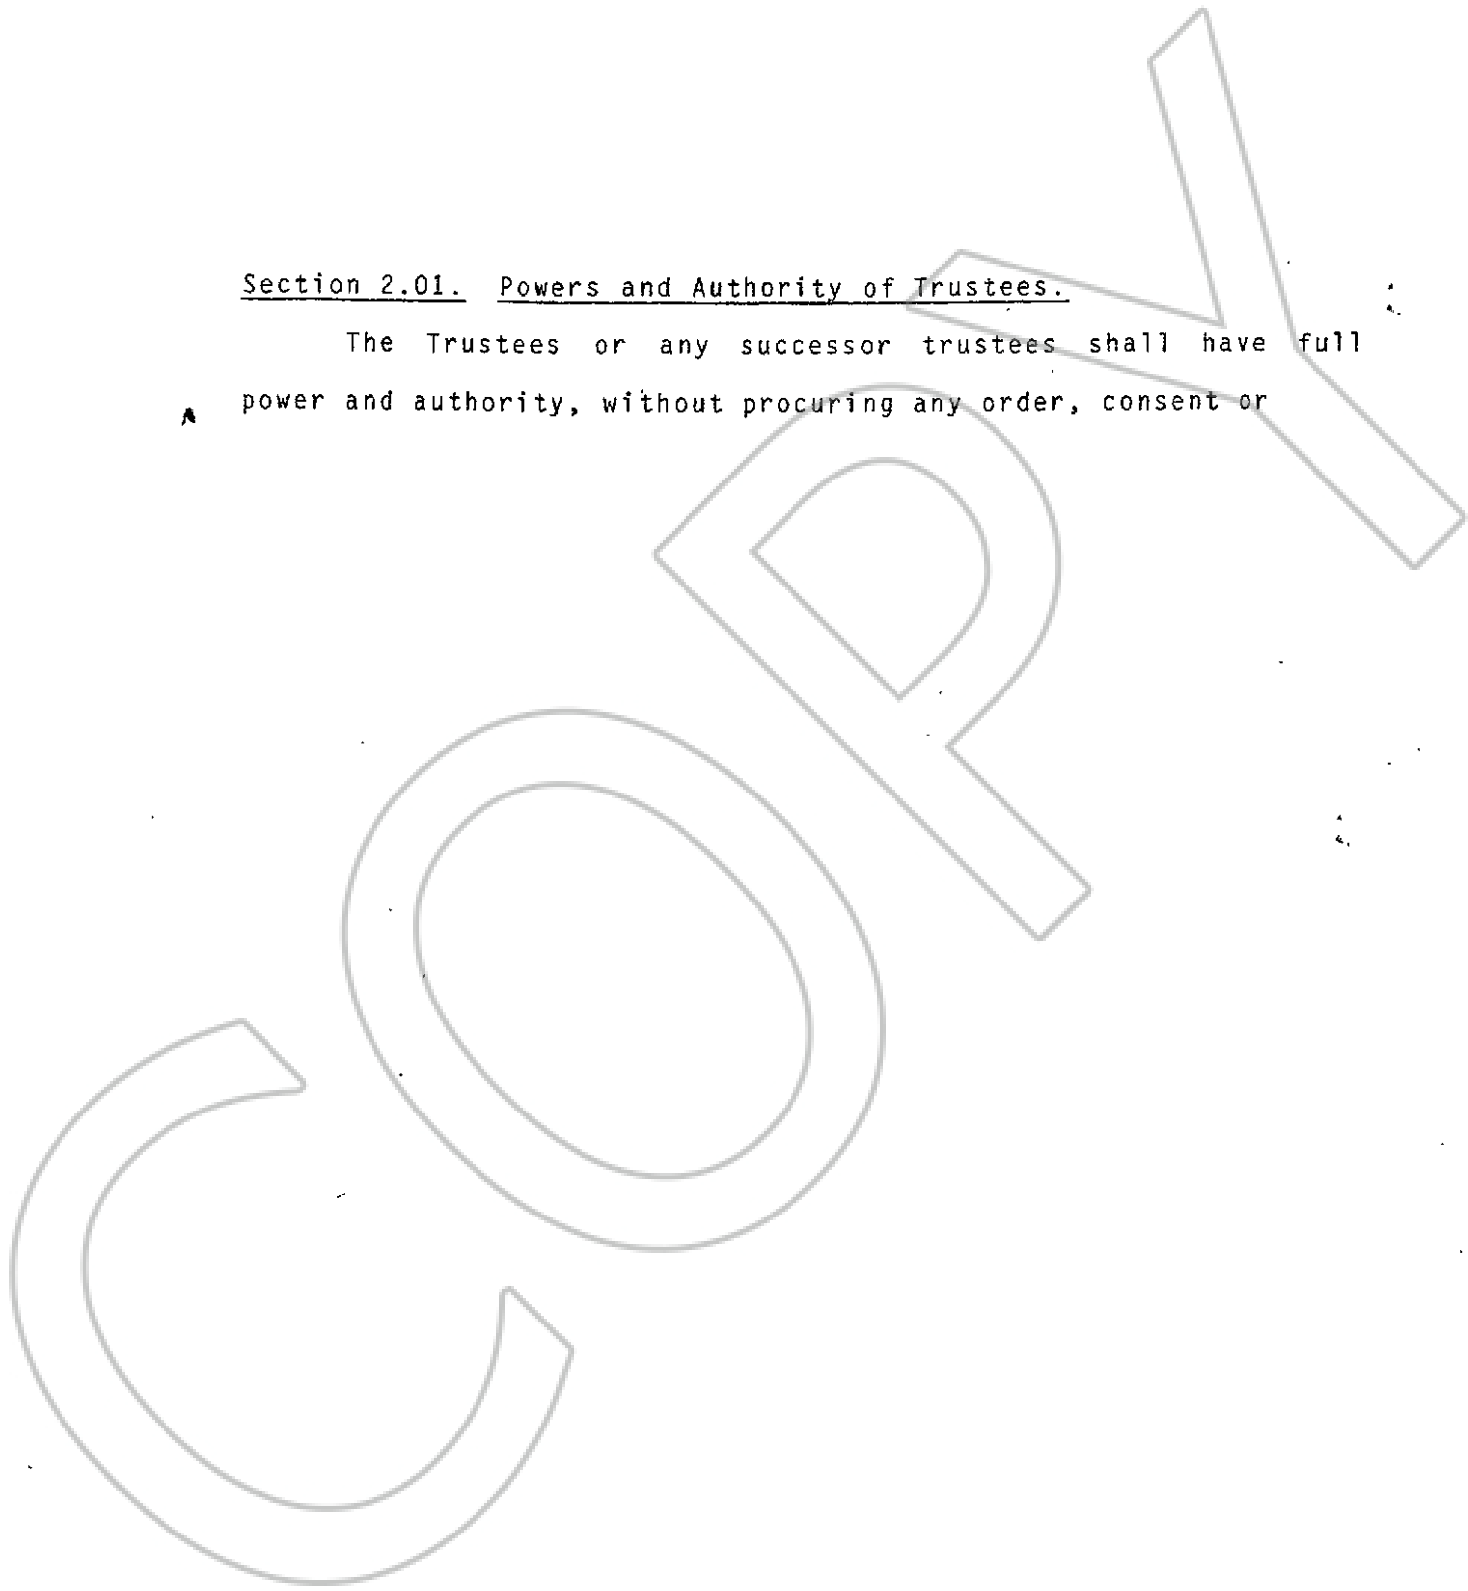 Section 2.01. Powers and Authority of Trustees.
The Trustees or any successor trustees shall have full
power and authority, without procuring any order, consent or
COPY